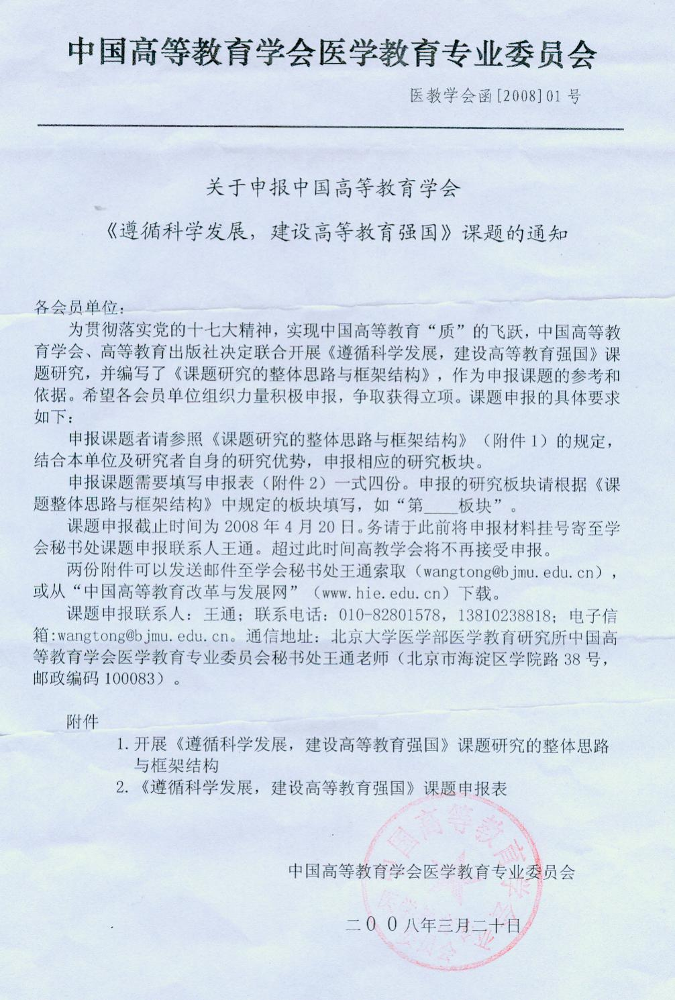 中国高等教育学会医学教育专业委员会
医教学会函[2008]01 号
关于申报中国高等教育学会
《遵循科学发展，建设高等教育强国》课题的通知
各会员单位：
为贯彻落实党的十七大精神，实现中国高等教育“质”的飞跃，中国高等教
育学会、高等教育出版社决定联合开展《遵循科学发展，建设高等教育强国》课
题研究，并编写了《课题研究的整体思路与框架结构》，作为申报课题的参考和
依据。希望各会员单位组织力量积极申报，争取获得立项。课题申报的具体要求
如下：
申报课题者请参照《课题研究的整体思路与框架结构》（附件 1）的规定，
结合本单位及研究者自身的研究优势，申报相应的研究板块。
申报课题需要填写申报表（附件 2）一式四份。申报的研究板块请根据《课
题整体思路与框架结构》中规定的板块填写，如“第____板块”。
课题申报截止时间为 2008 年 4 月 20 日。务请于此前将申报材料挂号寄至学
会秘书处课题申报联系人王通。超过此时间高教学会将不再接受申报。
两份附件可以发送邮件至学会秘书处王通索取（wangtong@bjmu.edu.cn），
或从“中国高等教育改革与发展网”（www.hie.edu.cn）下载。
课题申报联系人：王通；联系电话：010-82801578，13810238818；电子信
箱:wangtong@bjmu.edu.cn。通信地址：北京大学医学部医学教育研究所中国高
等教育学会医学教育专业委员会秘书处王通老师（北京市海淀区学院路 38 号，
邮政编码 100083）。
附件
1. 开展《遵循科学发展，建设高等教育强国》课题研究的整体思路
与框架结构
2. 《遵循科学发展，建设高等教育强国》课题申报表
中国高等教育学会医学教育专业委员会
二００八年三月二十日
中国高等教育学会